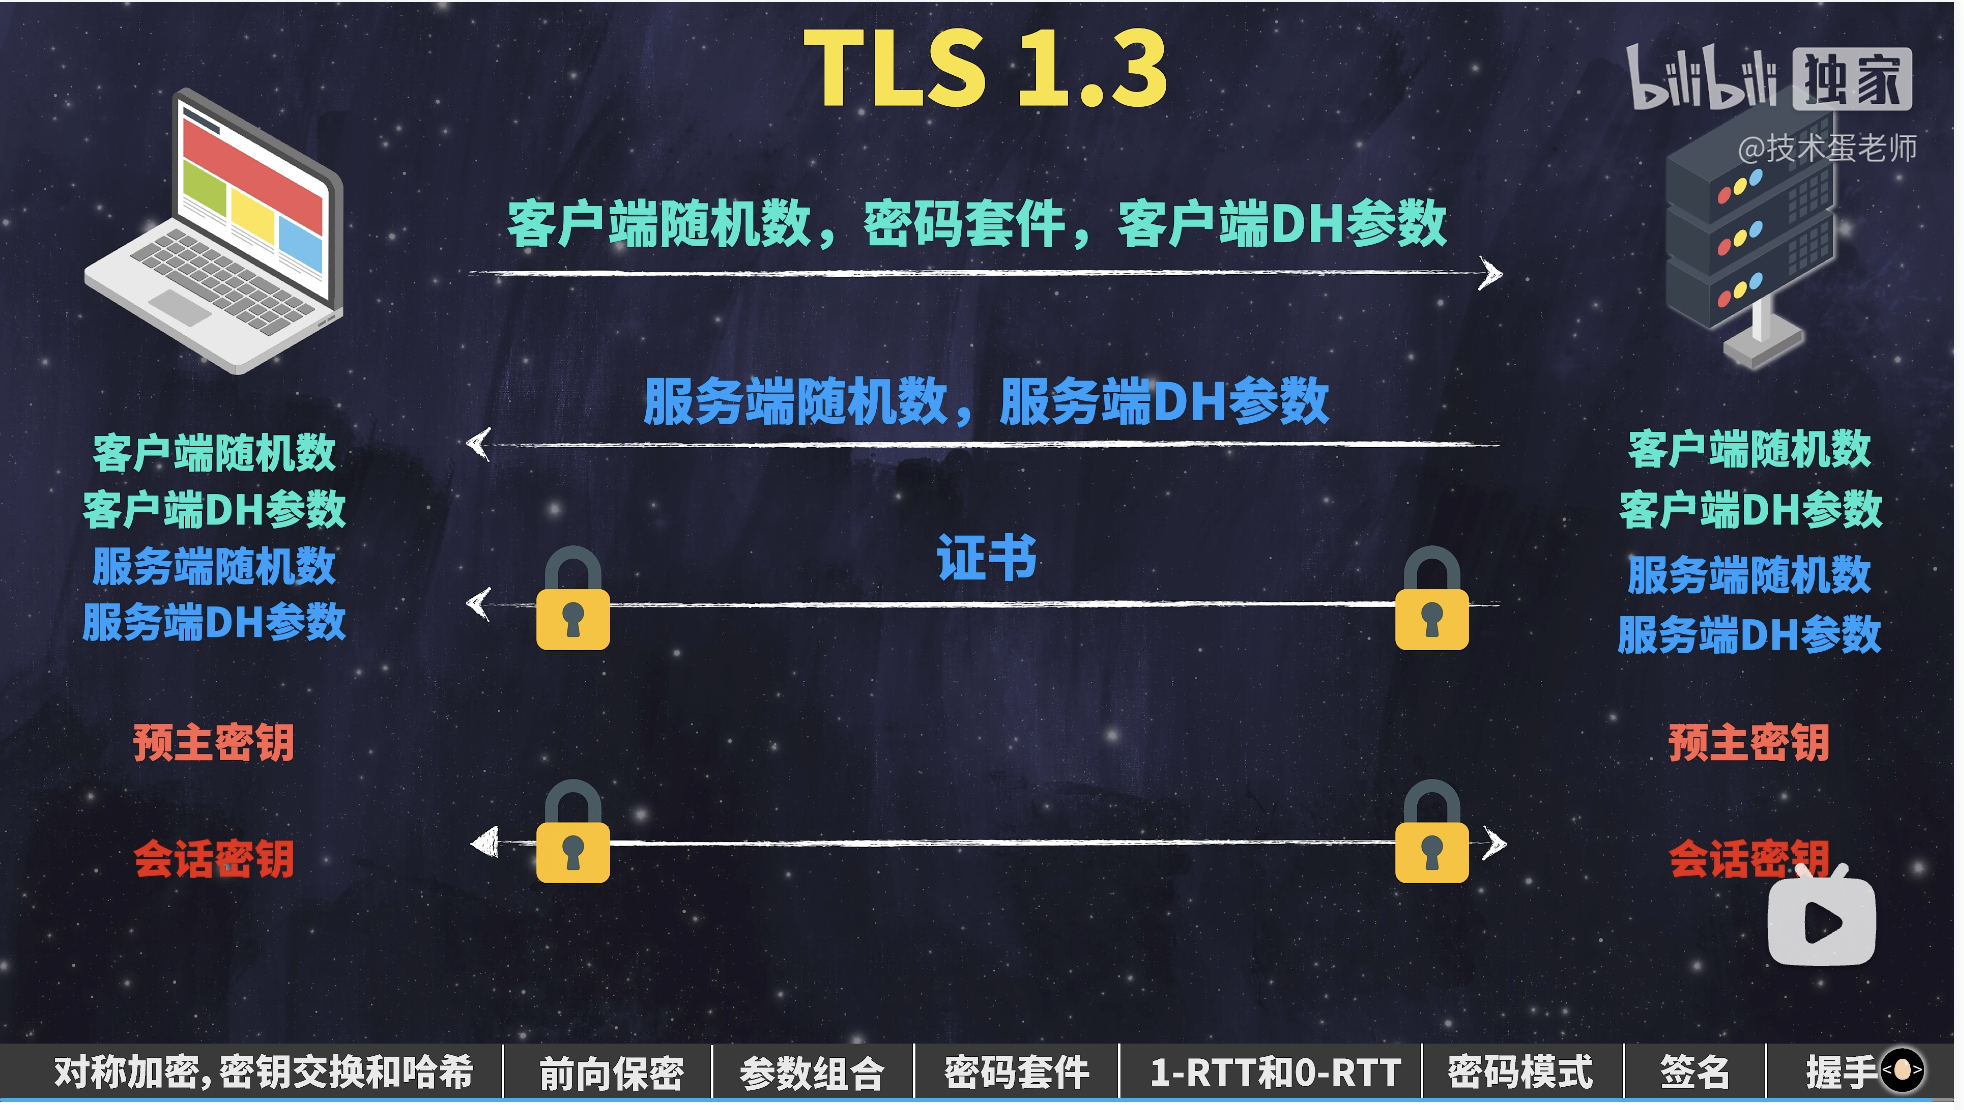 TLS 1.3
bilibili 独家
@技术蛋老师
客户端随机数，密码套件，客户端DH参数
服务端随机数，服务端DH参数
证书
客户端随机数
客户端DH参数
服务端随机数
服务端DH参数
预主密钥
会话密钥
客户端随机数
客户端DH参数
服务端随机数
服务端DH参数
预主密钥
会话密钥
对称加密，密钥交换和哈希
前向保密
参数组合
密码套件
1-RTT和0-RTT
密码模式
签名
握手